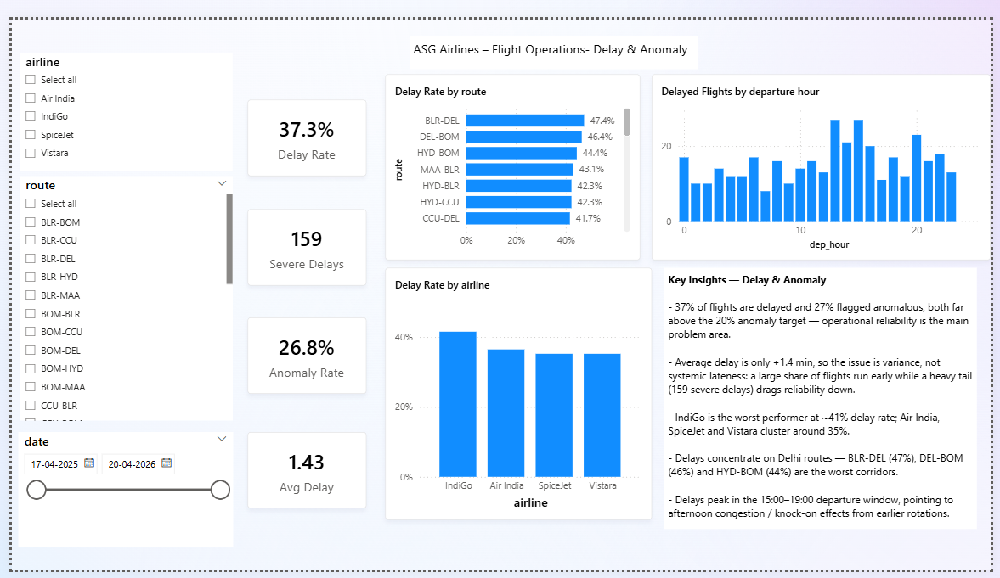 ASG Airlines – Flight Operations- Delay & Anomaly
airline
Select all
Air India
IndiGo
SpiceJet
Vistara
route
Select all
BLR-BOM
BLR-CCU
BLR-DEL
BLR-HYD
BLR-MAA
BOM-BLR
BOM-CCU
BOM-DEL
BOM-HYD
BOM-MAA
CCU-BLR
date
17-04-2025
20-04-2026
37.3%
Delay Rate
159
Severe Delays
26.8%
Anomaly Rate
1.43
Avg Delay
Delay Rate by route
route
BLR-DEL 47.4%
DEL-BOM 46.4%
HYD-BOM 44.4%
MAA-BLR 43.1%
HYD-BLR 42.3%
HYD-CCU 42.3%
CCU-DEL 41.7%
0% 20% 40%
Delayed Flights by departure hour
20
0
0 10 20
dep_hour
Delay Rate by airline
40%
20%
0%
IndiGo Air India SpiceJet Vistara
airline
Key Insights — Delay & Anomaly
- 37% of flights are delayed and 27% flagged anomalous, both far
above the 20% anomaly target — operational reliability is the main
problem area.
- Average delay is only +1.4 min, so the issue is variance, not
systemic lateness: a large share of flights run early while a heavy tail
(159 severe delays) drags reliability down.
- IndiGo is the worst performer at ~41% delay rate; Air India,
SpiceJet and Vistara cluster around 35%.
- Delays concentrate on Delhi routes — BLR-DEL (47%), DEL-BOM
(46%) and HYD-BOM (44%) are the worst corridors.
- Delays peak in the 15:00–19:00 departure window, pointing to
afternoon congestion / knock-on effects from earlier rotations.